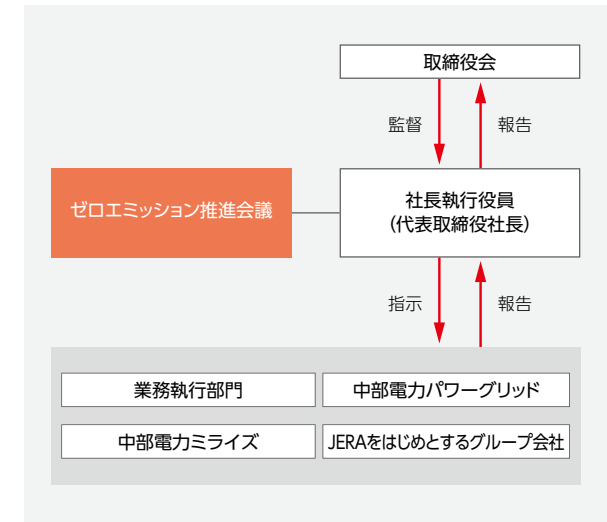 取締役会
監督
報告
ゼロエミッション推進会議
社長執行役員
(代表取締役社長)
指示
報告
業務執行部門
中部電力パワーグリッド
中部電力ミライズ
JERAをはじめとするグループ会社